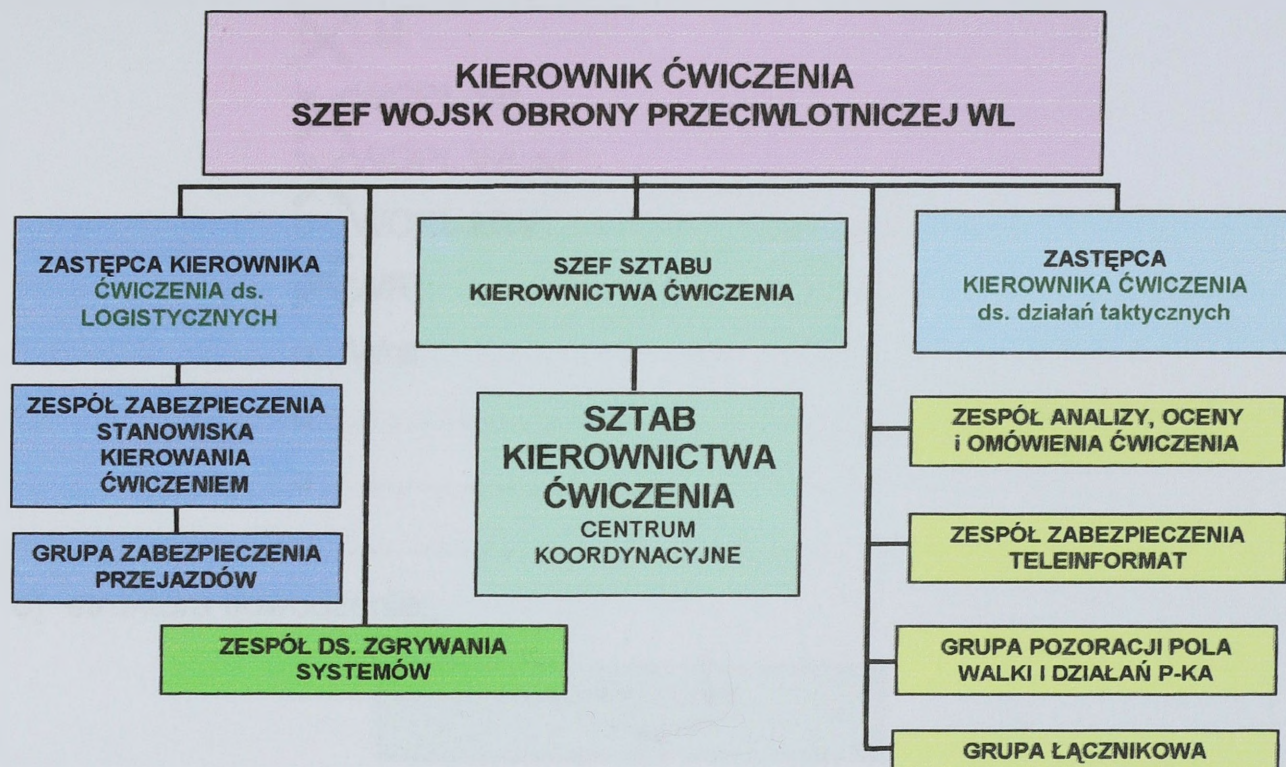 KIEROWNIK ĆWICZENIA
SZEF WOJSK OBRONY PRZECIWLOTNICZEJ WL
ZASTĘPCA KIEROWNIKA
ĆWICZENIA ds.
LOGISTYCZNYCH
SZEF SZTABU
KIEROWNICTWA ĆWICZENIA
ZASTĘPCA
KIEROWNIKA ĆWICZENIA
ds. działań taktycznych
ZESPÓŁ ZABEZPIECZENIA
STANOWISKA
KIEROWANIA
ĆWICZENIEM
SZTAB
KIEROWNICTWA
ĆWICZENIA
CENTRUM
KOORDYNACYJNE
ZESPÓŁ ANALIZY, OCENY
i OMÓWIENIA ĆWICZENIA
GRUPA ZABEZPIECZENIA
PRZEJAZDÓW
ZESPÓŁ ZABEZPIECZENIA
TELEINFORMAT
ZESPÓŁ DS. ZGRYWANIA
SYSTEMÓW
GRUPA POZORACJI POLA
WALKI I DZIAŁAŃ P-KA
GRUPA ŁĄCZNIKOWA